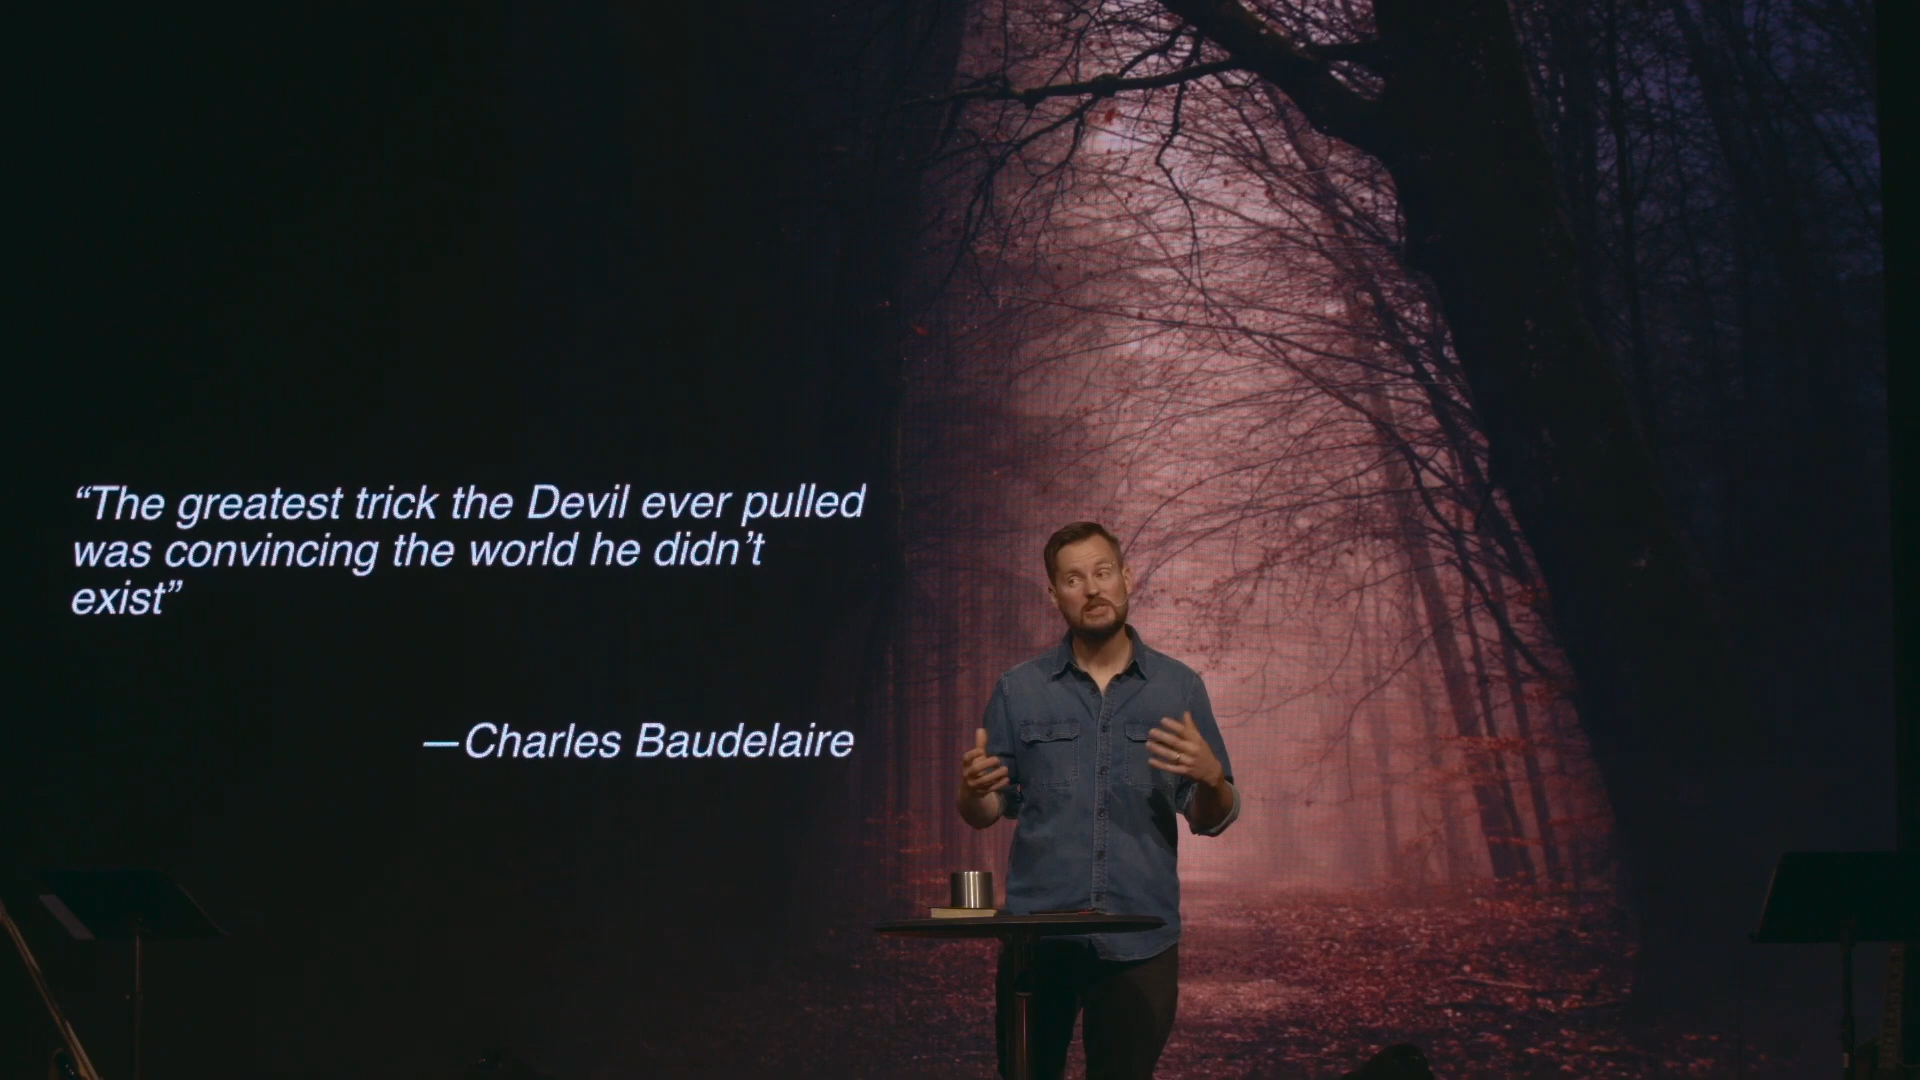 “The greatest trick the Devil ever pulled
was convincing the world he didn’t
exist”
—Charles Baudelaire